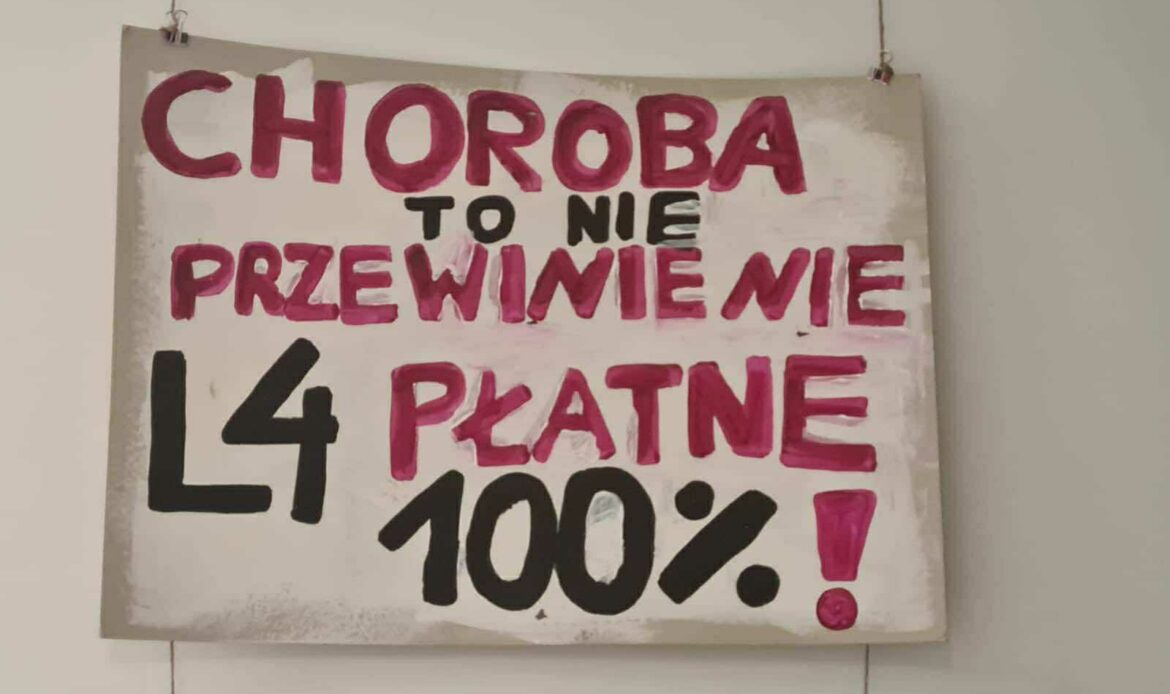 CHOROBA
TO NIE
PRZEWINIENIE
L4 PŁATNE
100%!